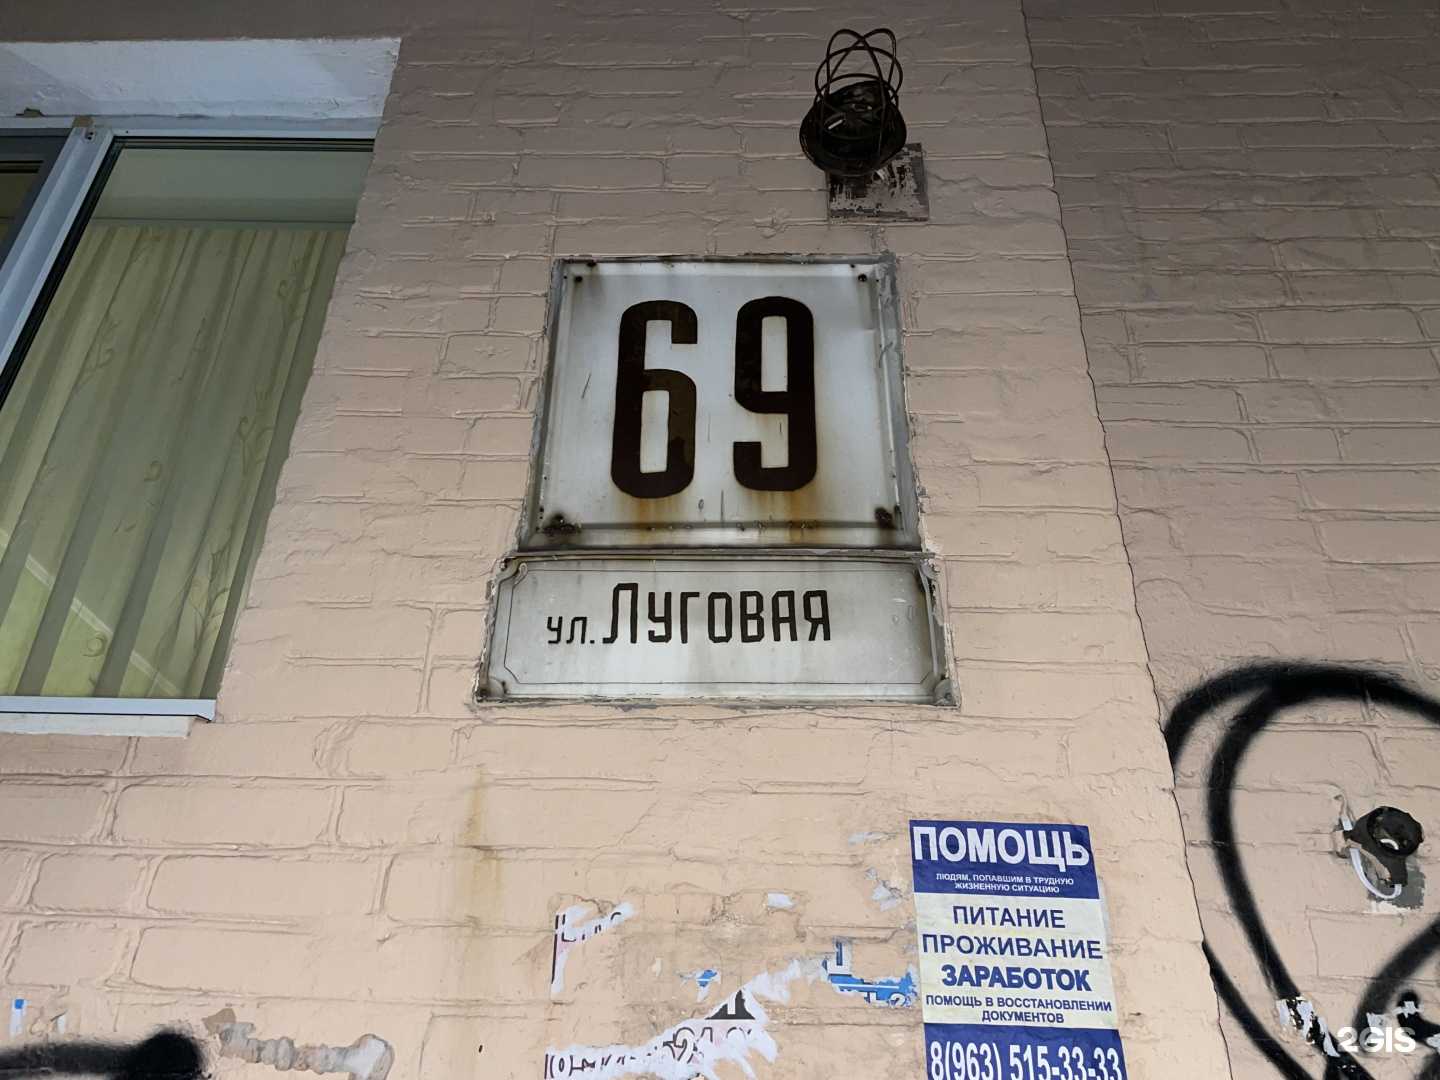 69
ул. Луговая
ПОМОЩЬ
ЛЮДЯМ, ПОПАВШИМ В ТРУДНУЮ
ЖИЗНЕННУЮ СИТУАЦИЮ
ПИТАНИЕ
ПРОЖИВАНИЕ
ЗАРАБОТОК
ПОМОЩЬ В ВОССТАНОВЛЕНИИ
ДОКУМЕНТОВ
8(963) 515-33-33
2GIS